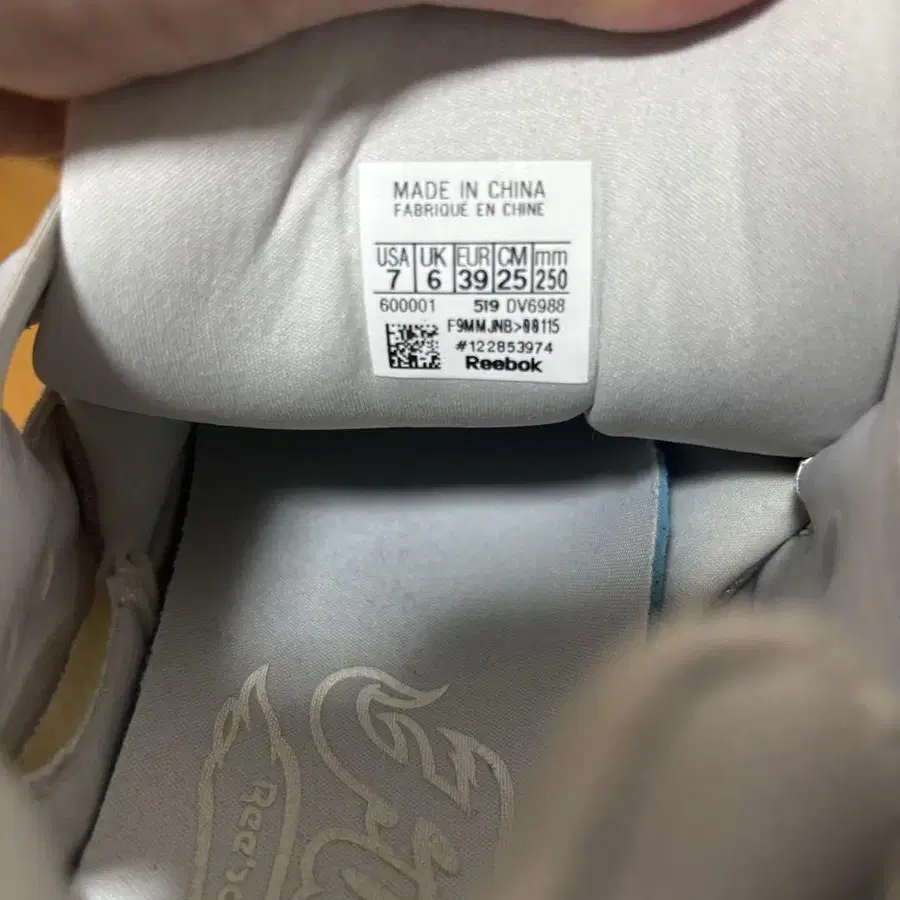 MADE IN CHINA
FABRIQUÉ EN CHINE
USA UK EUR CM mm
7 6 39 25 250
600001 519 DV6988
F9MMJNB>00115
#122853974
Reebok